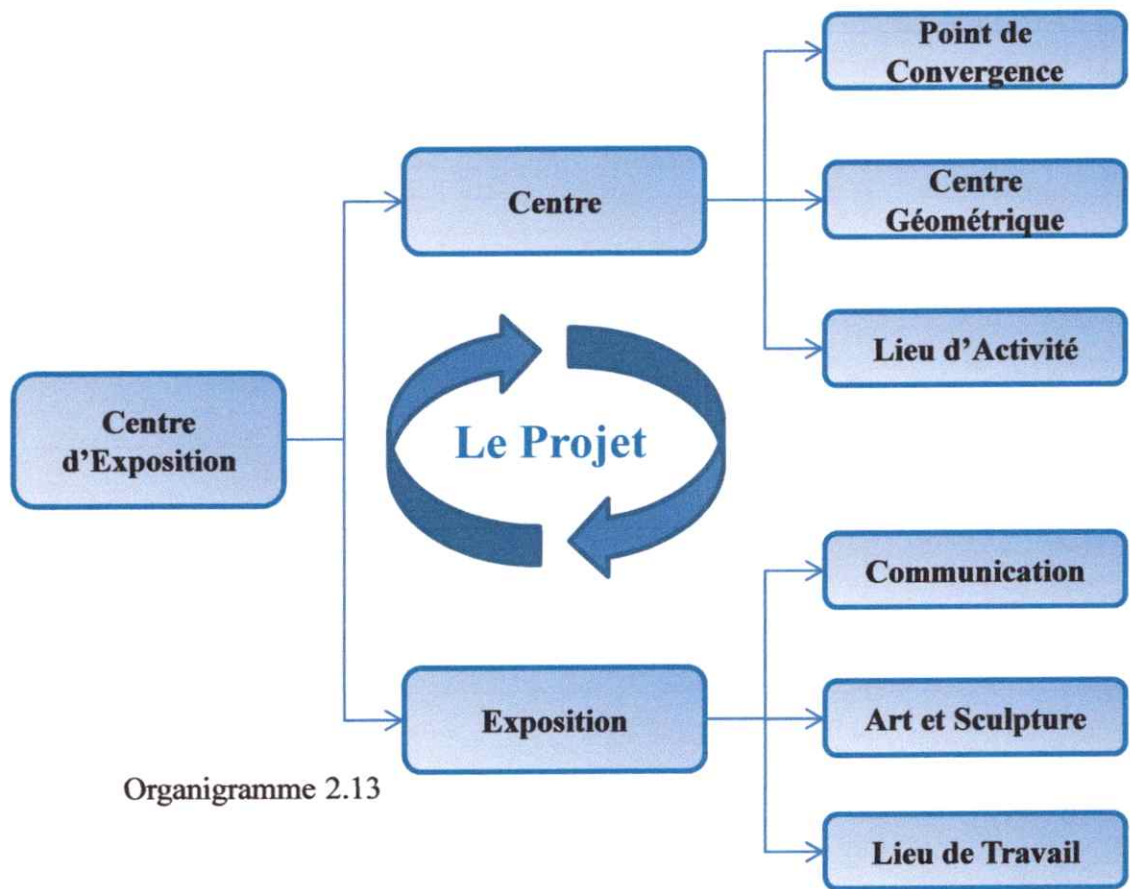 Point de
Convergence
Centre
Centre
Géométrique
Lieu d'Activité
Centre
d'Exposition
Le Projet
Communication
Exposition
Art et Sculpture
Organigramme 2.13
Lieu de Travail